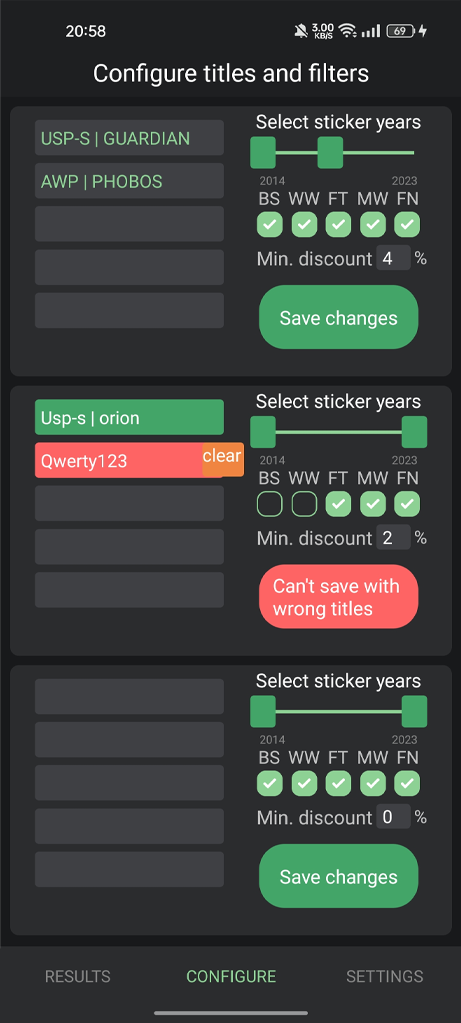 20:58 3.00 KB/S 69
Configure titles and filters
USP-S | GUARDIAN
AWP | PHOBOS
Select sticker years
2014 2023
BS WW FT MW FN
Min. discount 4 %
Save changes
Usp-s | orion
Qwerty123 clear
Select sticker years
2014 2023
BS WW FT MW FN
Min. discount 2 %
Can't save with
wrong titles
Select sticker years
2014 2023
BS WW FT MW FN
Min. discount 0 %
Save changes
RESULTS CONFIGURE SETTINGS